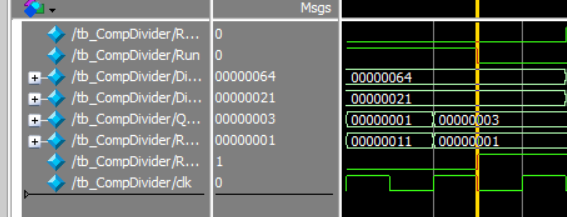 Msgs
/tb_CompDivider/R... 0
/tb_CompDivider/Run 0
/tb_CompDivider/Di... 00000064 00000064
/tb_CompDivider/Di... 00000021 00000021
/tb_CompDivider/Q... 00000003 00000001 00000003
/tb_CompDivider/R... 00000001 00000011 00000001
/tb_CompDivider/R... 1
/tb_CompDivider/clk 0